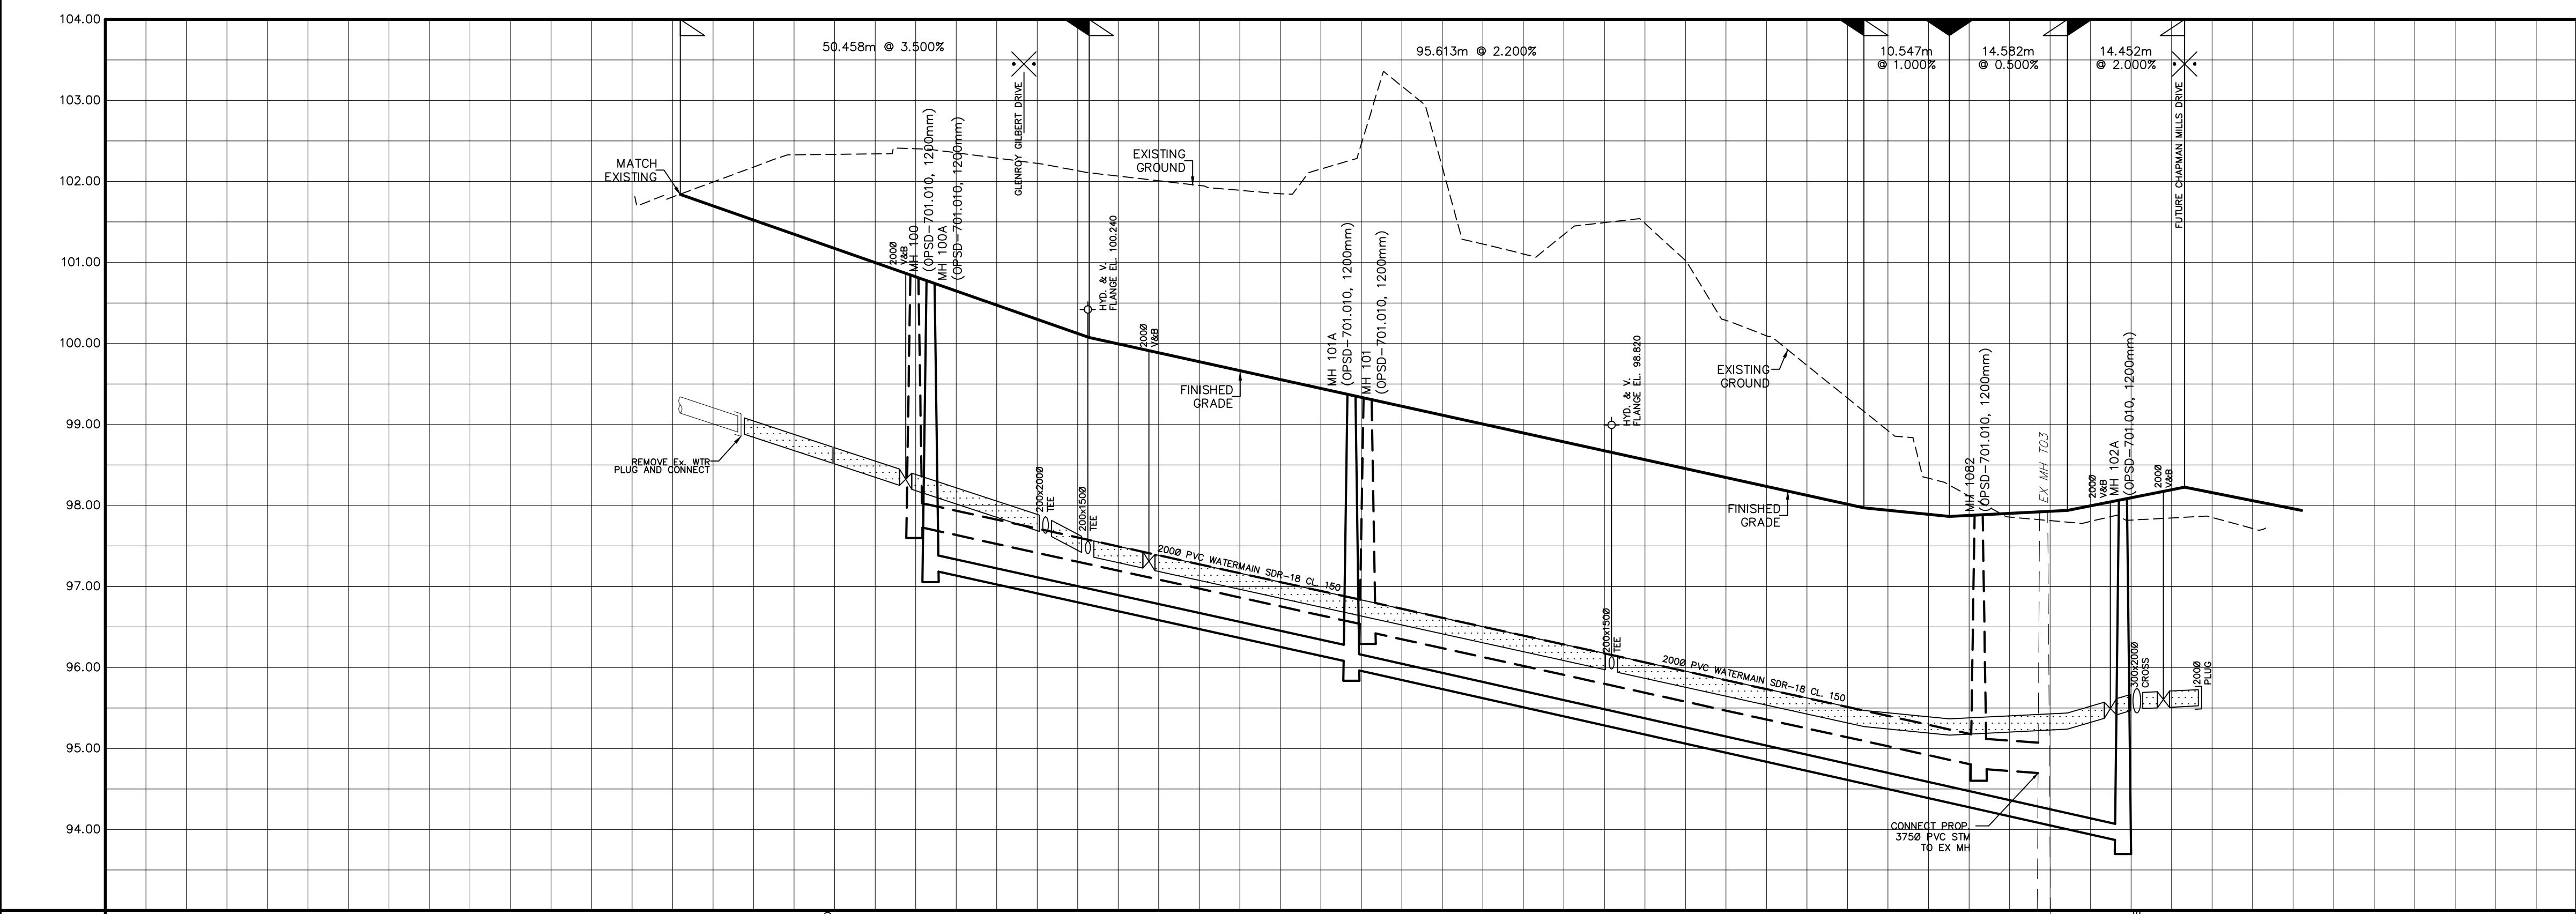 104.00
103.00
102.00
101.00
100.00
99.00
98.00
97.00
96.00
95.00
94.00
50.458m @ 3.500%
95.613m @ 2.200%
10.547m
@ 1.000%
14.582m
@ 0.500%
14.452m
@ 2.000%
GLENROY GILBERT DRIVE
FUTURE CHAPMAN MILLS DRIVE
MATCH
EXISTING
EXISTING
GROUND
200Ø
V&B
MH 100
(OPSD-701.010, 1200mm)
MH 100A
(OPSD-701.010, 1200mm)
HYD. & V.
FLANGE EL. 100.240
200Ø
V&B
FINISHED
GRADE
MH 101A
(OPSD-701.010, 1200mm)
MH 101
(OPSD-701.010, 1200mm)
HYD. & V.
FLANGE EL. 98.820
EXISTING
GROUND
FINISHED
GRADE
MH 1082
(OPSD-701.010, 1200mm)
EX MH T03
200Ø
V&B
MH 102A
(OPSD-701.010, 1200mm)
200Ø
V&B
REMOVE Ex. WTR
PLUG AND CONNECT
200x200Ø
TEE
200x150Ø
TEE
200Ø PVC WATERMAIN SDR-18 CL. 150
200x150Ø
TEE
200Ø PVC WATERMAIN SDR-18 CL. 150
300x200Ø
CROSS
200Ø
PLUG
CONNECT PROP.
375Ø PVC STM
TO EX MH